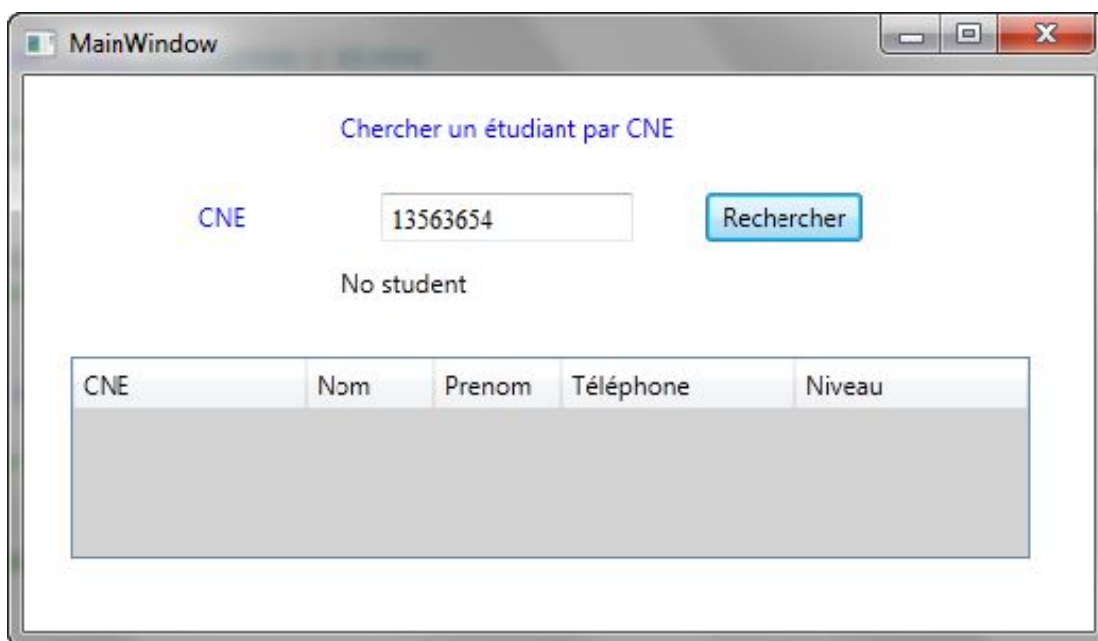 MainWindow
Chercher un étudiant par CNE
CNE 13563654 Rechercher
No student
CNE Nom Prenom Téléphone Niveau